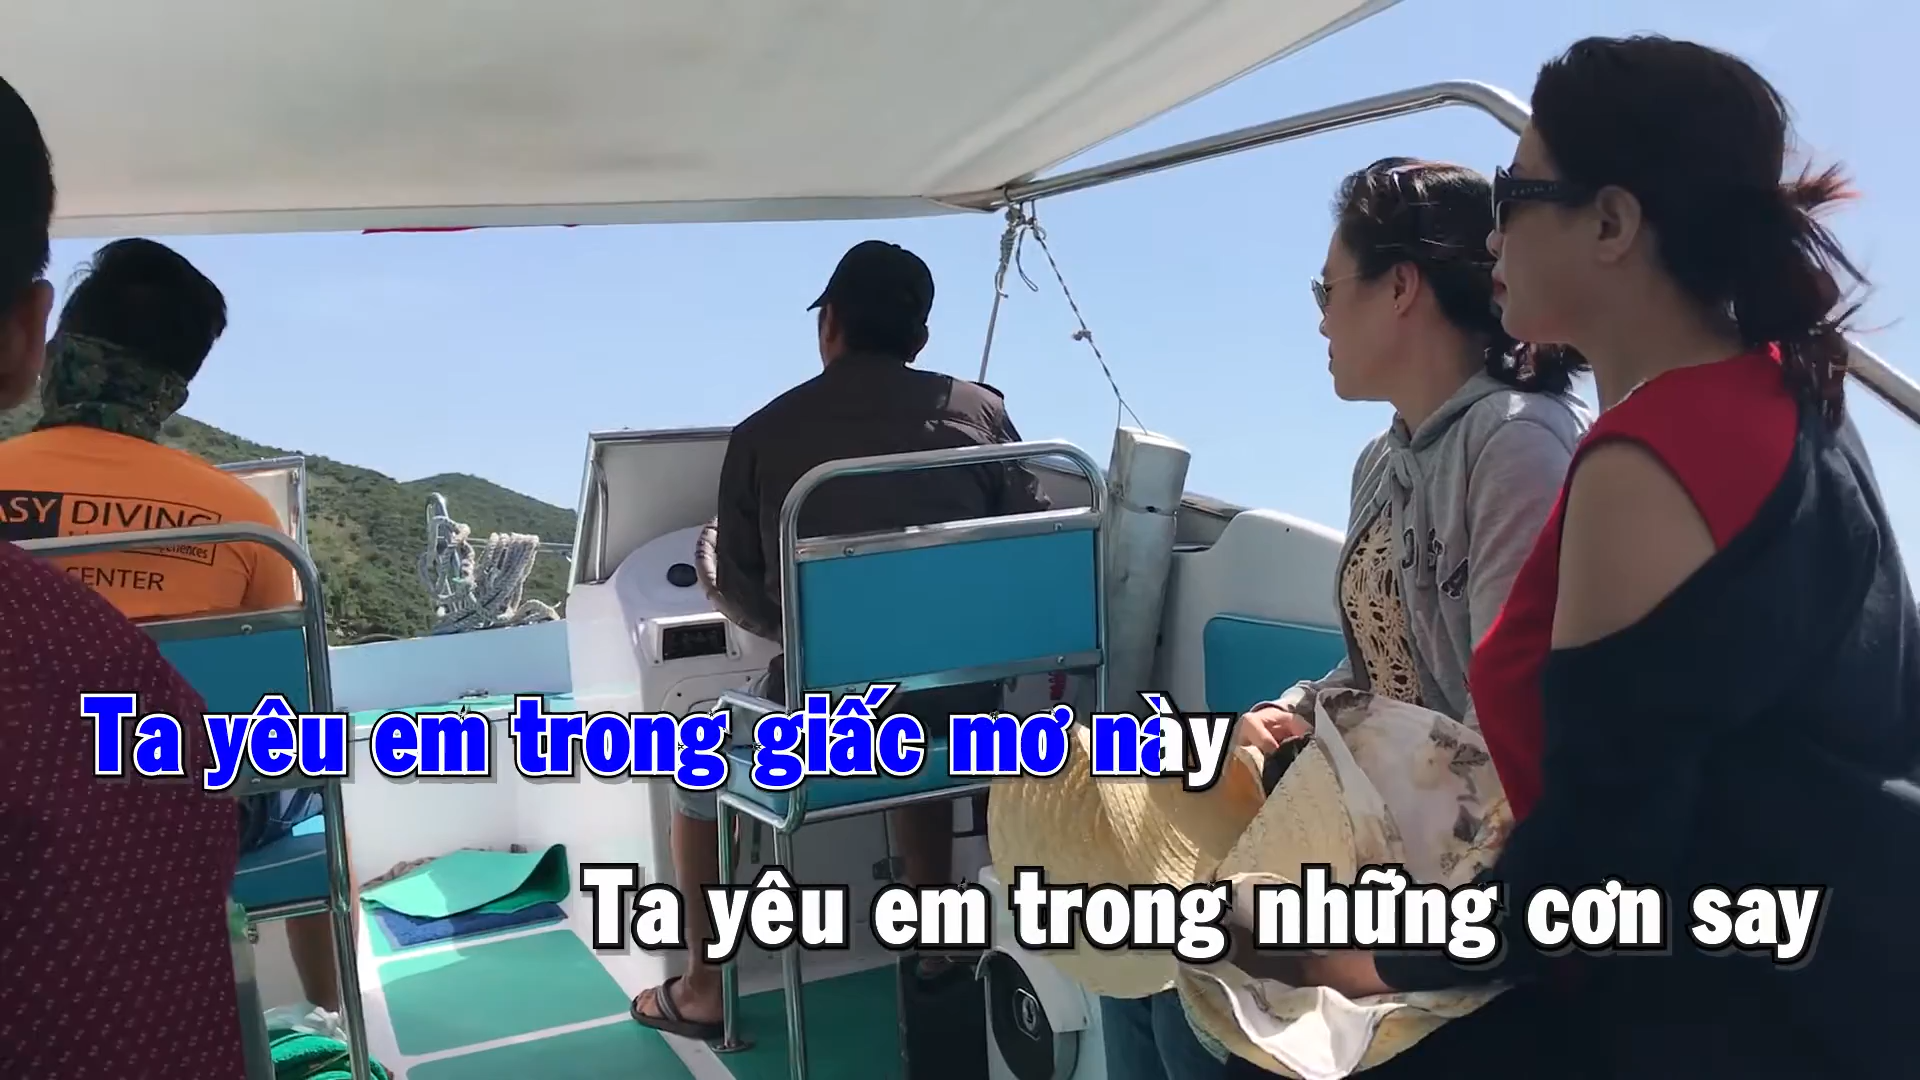 ASY DIVING
CENTER
Ta yêu em trong giấc mơ này
Ta yêu em trong những cơn say